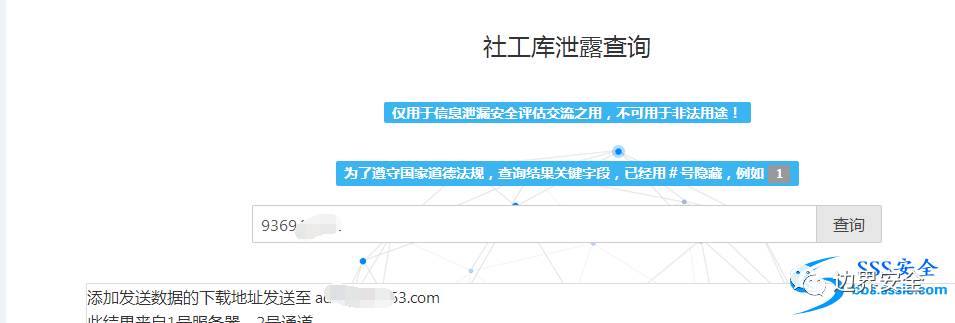 社工库泄露查询
仅用于信息泄漏安全评估交流之用，不可用于非法用途！
为了遵守国家道德法规，查询结果关键字段，已经用＃号隐藏，例如 1
9369
查询
SSS安全
边界安全
添加发送数据的下载地址发送至 ad 63.com
此结果来自1号服务器，2号通道